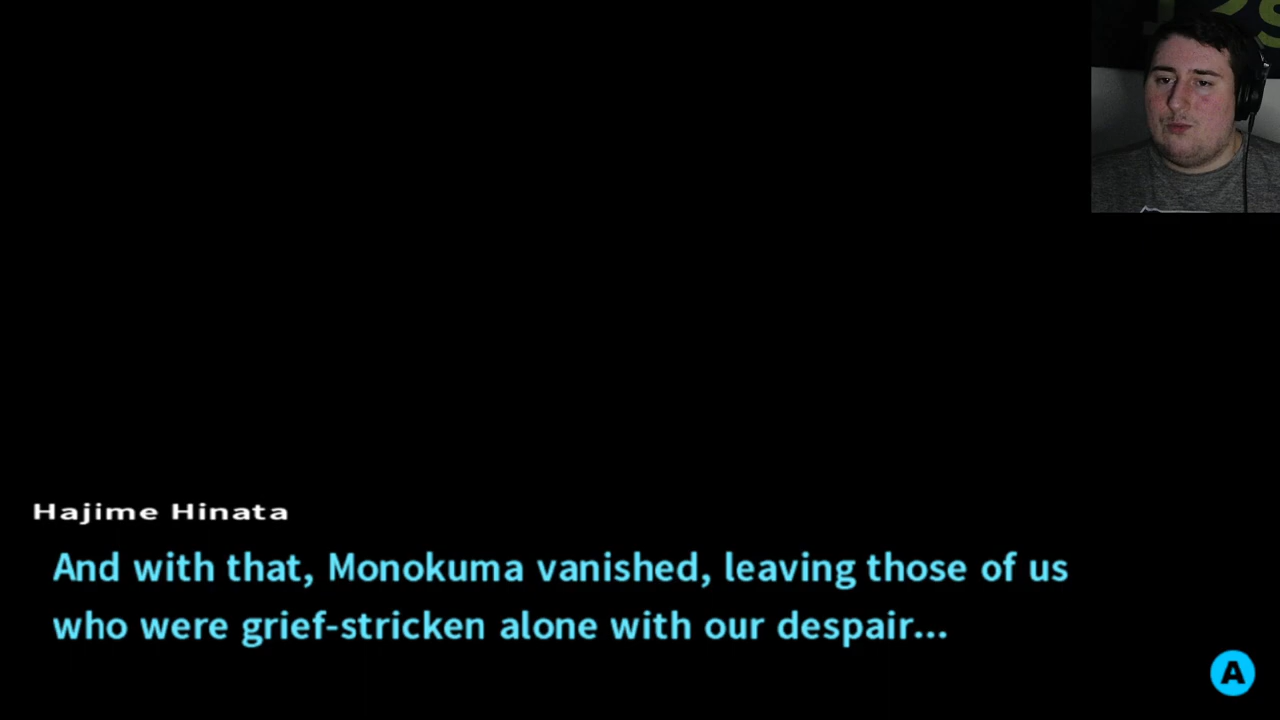 Hajime Hinata
And with that, Monokuma vanished, leaving those of us
who were grief-stricken alone with our despair...
A